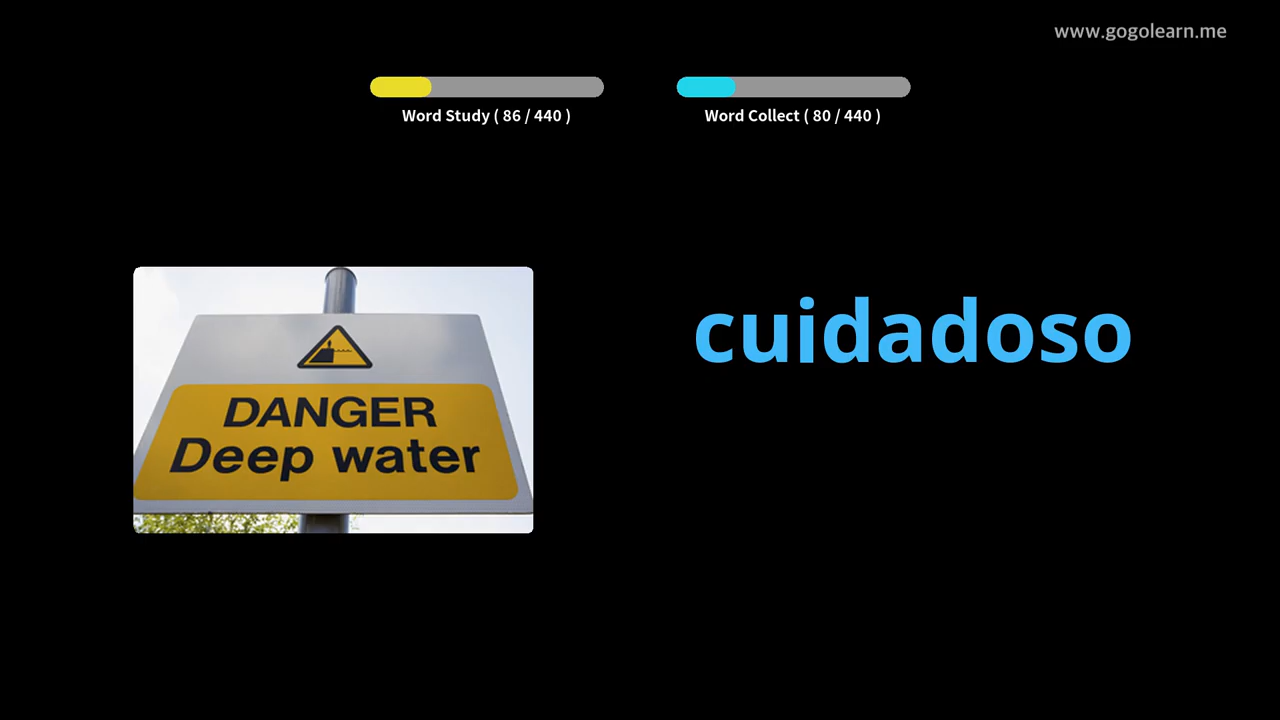 www.gogolearn.me
Word Study ( 86 / 440 )
Word Collect ( 80 / 440 )
DANGER
Deep water
cuidadoso